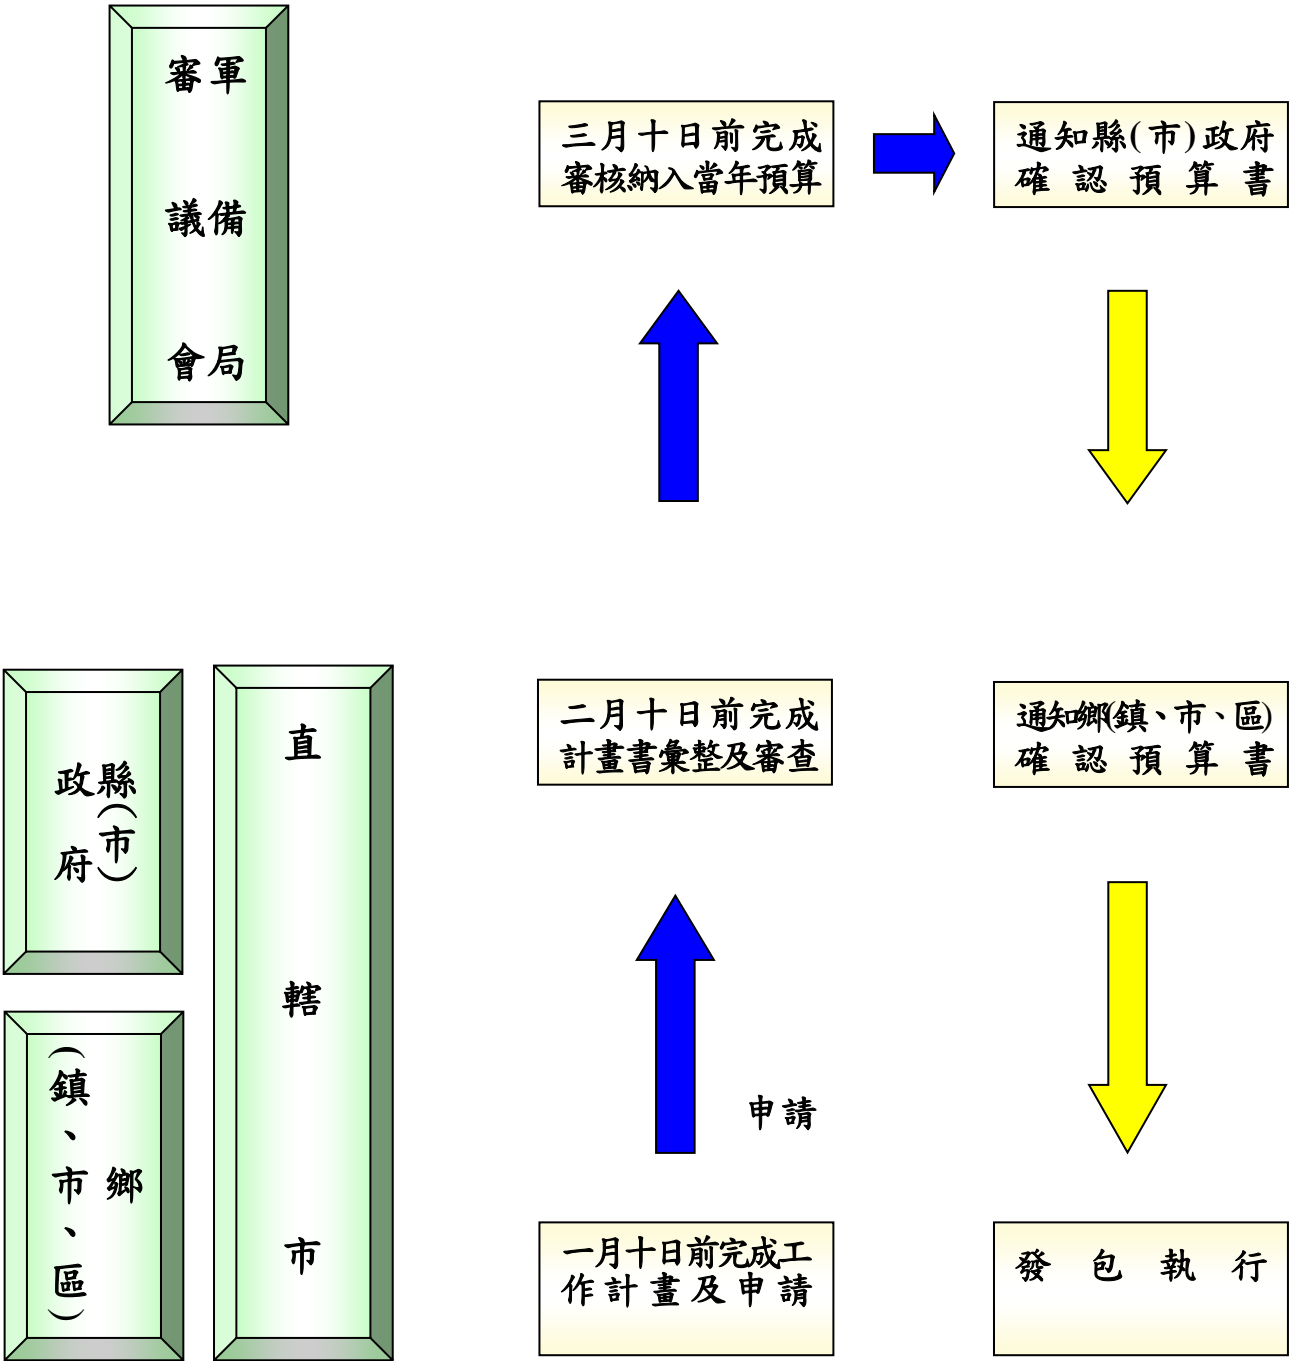 軍備局
審議會
三月十日前完成
審核納入當年預算
通知縣(市)政府
確認預算書
縣(市)
政府
直轄市
二月十日前完成
計畫書彙整及審查
通知鄉(鎮、市、區)
確認預算書
鄉
(鎮、市、區)
申請
一月十日前完成工
作計畫及申請
發包執行